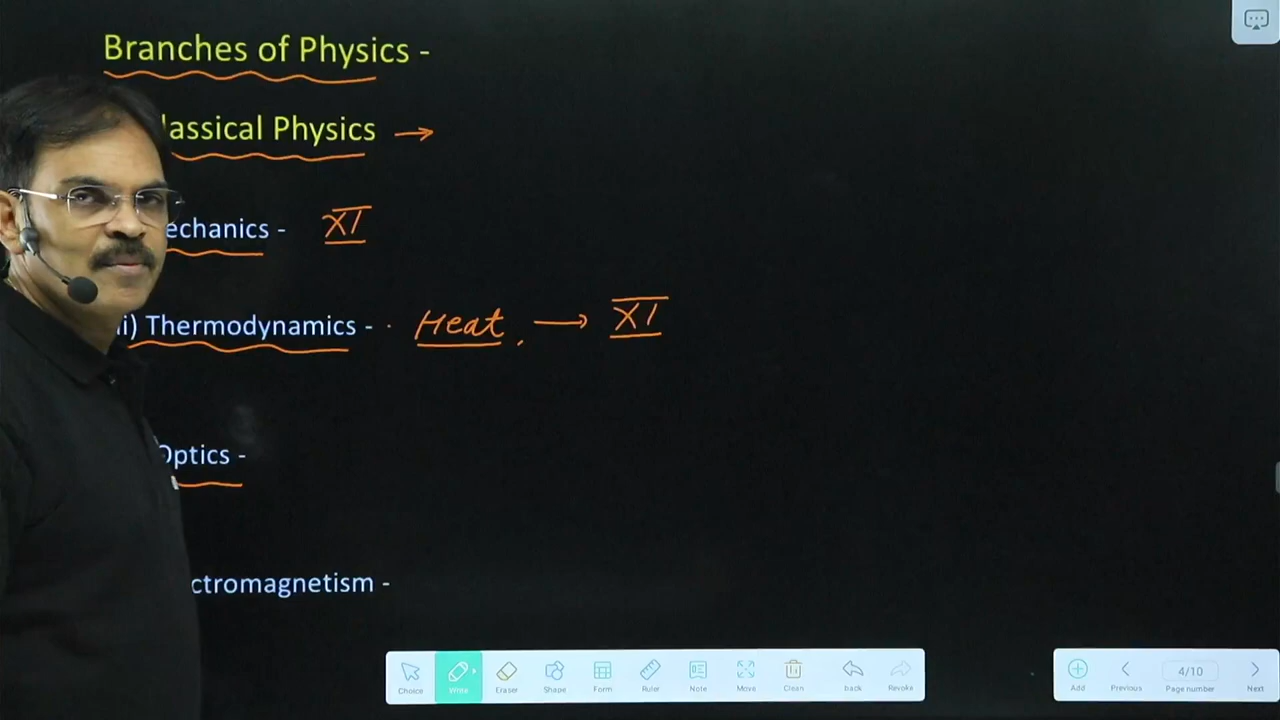 Branches of Physics -
lassical Physics →
echanics - XI
ii) Thermodynamics - Heat. → XI
Optics -
ctromagnetism -
Choice Write Eraser Shape Form Ruler Note Move Clean back Revoke
Add Previous 4/10 Page number Next